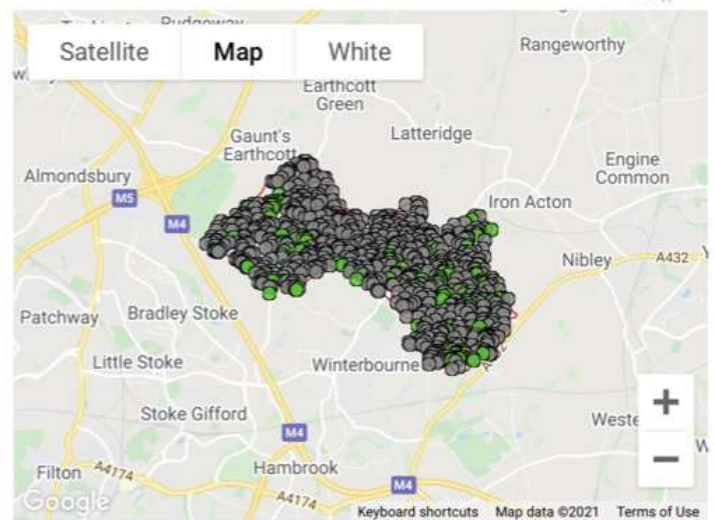 Satellite
Map
White
Rangeworthy
Earthcott
Green
Gaunt's
Earthcott
Latteridge
Almondsbury
Engine
Common
M5
Iron Acton
M4
Nibley
A432
Patchway
Bradley Stoke
Little Stoke
Winterbourne
Stoke Gifford
M4
Filton
A4174
Hambrook
A4174
M4
Google
Keyboard shortcuts
Map data ©2021
Terms of Use